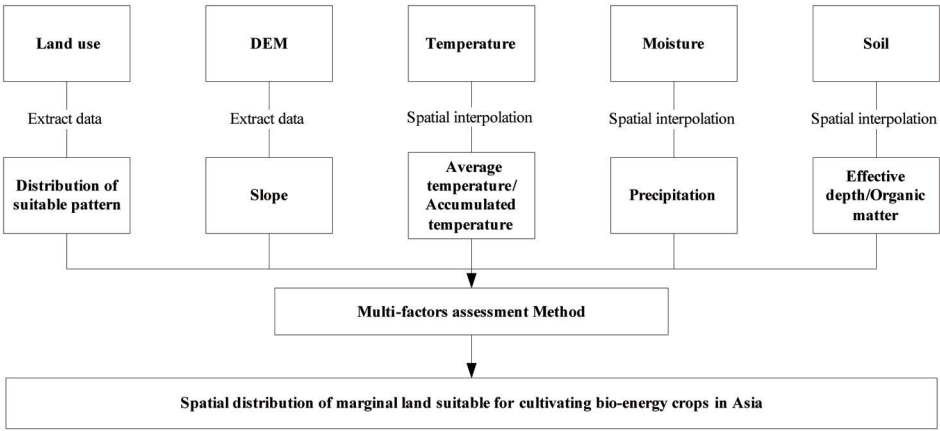 Land use
DEM
Temperature
Moisture
Soil
Extract data
Extract data
Spatial interpolation
Spatial interpolation
Spatial interpolation
Distribution of
suitable pattern
Slope
Average
temperature/
Accumulated
temperature
Precipitation
Effective
depth/Organic
matter
Multi-factors assessment Method
Spatial distribution of marginal land suitable for cultivating bio-energy crops in Asia